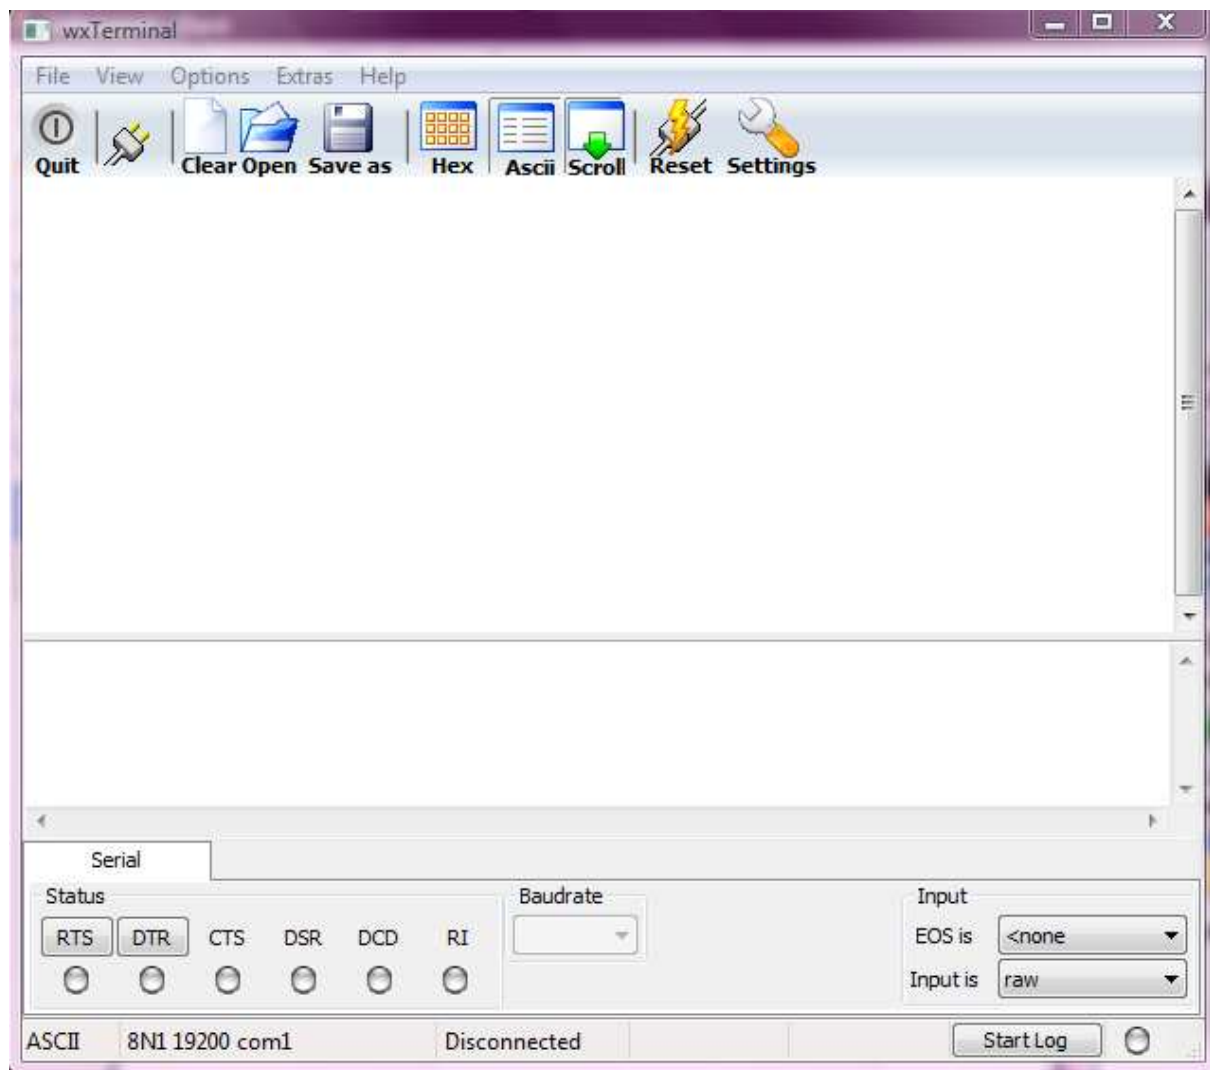 wxTerminal
File View Options Extras Help
Quit Clear Open Save as Hex Ascii Scroll Reset Settings
Serial
Status Baudrate Input
RTS DTR CTS DSR DCD RI EOS is <none
Input is raw
ASCII 8N1 19200 com1 Disconnected Start Log